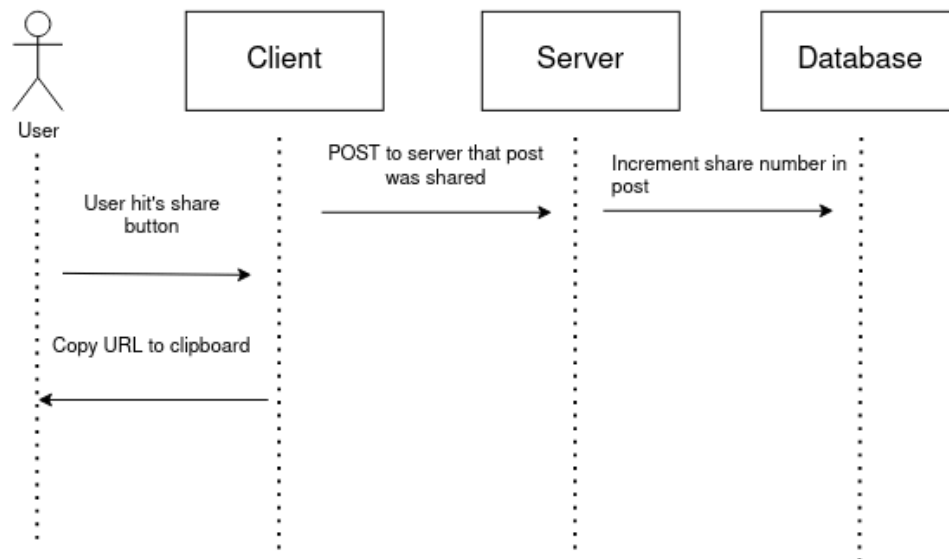 Client
Server
Database
User
POST to server that post
was shared
Increment share number in
post
User hit's share
button
Copy URL to clipboard